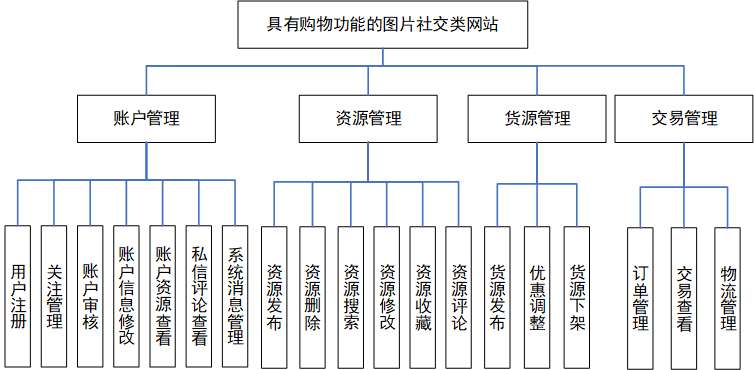 具有购物功能的图片社交类网站
账户管理
资源管理
货源管理
交易管理
用户注册
关注管理
账户审核
账户信息修改
账户资源查看
私信评论查看
系统消息管理
资源发布
资源删除
资源搜索
资源修改
资源收藏
资源评论
货源发布
优惠调整
货源下架
订单管理
交易查看
物流管理